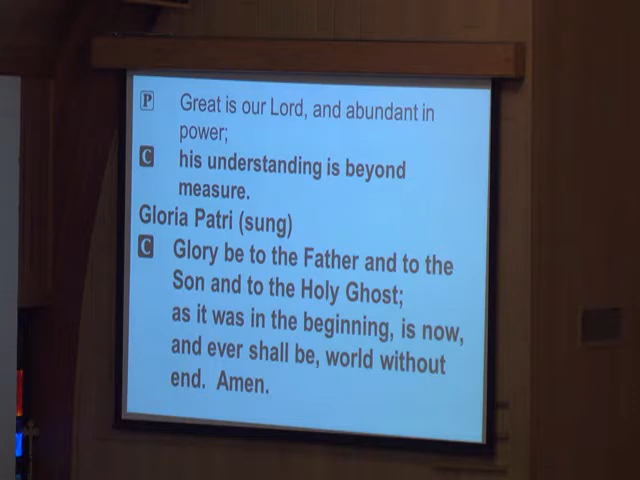 P Great is our Lord, and abundant in
power;
C his understanding is beyond
measure.
Gloria Patri (sung)
C Glory be to the Father and to the
Son and to the Holy Ghost;
as it was in the beginning, is now,
and ever shall be, world without
end. Amen.